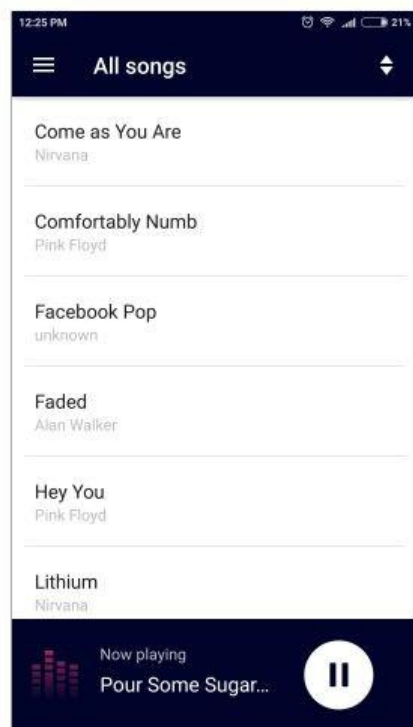 12:25 PM 21%
All songs
Come as You Are
Nirvana
Comfortably Numb
Pink Floyd
Facebook Pop
unknown
Faded
Alan Walker
Hey You
Pink Floyd
Lithium
Nirvana
Now playing
Pour Some Sugar...